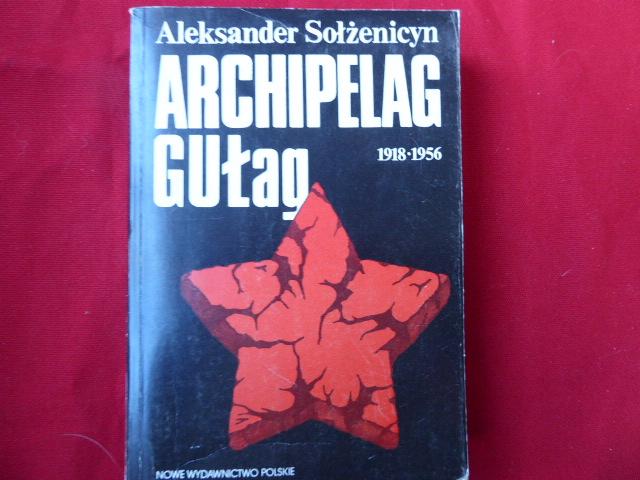 Aleksander Sołżenicyn
ARCHIPELAG
GUŁag
1918·1956
NOWE WYDAWNICTWO POLSKIE